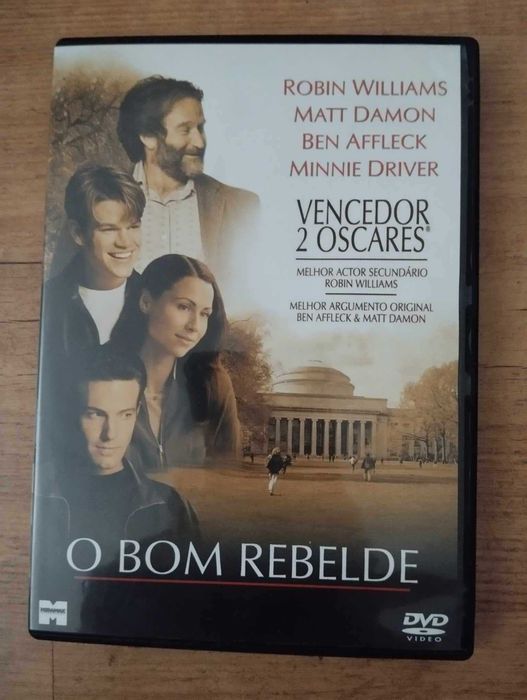 ROBIN WILLIAMS
MATT DAMON
BEN AFFLECK
MINNIE DRIVER
VENCEDOR
2 OSCARES®
MELHOR ACTOR SECUNDÁRIO
ROBIN WILLIAMS
MELHOR ARGUMENTO ORIGINAL
BEN AFFLECK & MATT DAMON
O BOM REBELDE
MIRAMAX
DVD
VIDEO